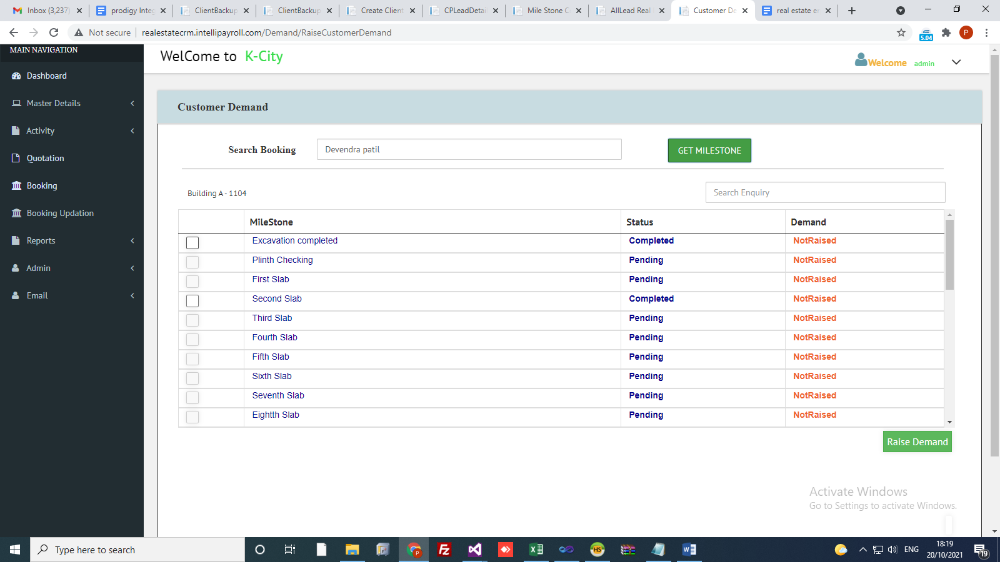 Inbox (3,237)
prodigy Integ
ClientBackup
ClientBackup
Create Client
CPLeadDetai
Mile Stone C
AllLead Real
Customer De
real estate er
Not secure
realestatecrm.intellipayroll.com/Demand/RaiseCustomerDemand
5.04
P
MAIN NAVIGATION
WelCome to K-City
Welcome admin
Dashboard
Master Details
Activity
Quotation
Booking
Booking Updation
Reports
Admin
Email
Customer Demand
Search Booking
Devendra patil
GET MILESTONE
Building A - 1104
Search Enquiry
MileStone Status Demand
Excavation completed Completed NotRaised
Plinth Checking Pending NotRaised
First Slab Pending NotRaised
Second Slab Completed NotRaised
Third Slab Pending NotRaised
Fourth Slab Pending NotRaised
Fifth Slab Pending NotRaised
Sixth Slab Pending NotRaised
Seventh Slab Pending NotRaised
Eightth Slab Pending NotRaised
Raise Demand
Activate Windows
Go to Settings to activate Windows.
Type here to search
P
HS
ENG
18:19
20/10/2021
19